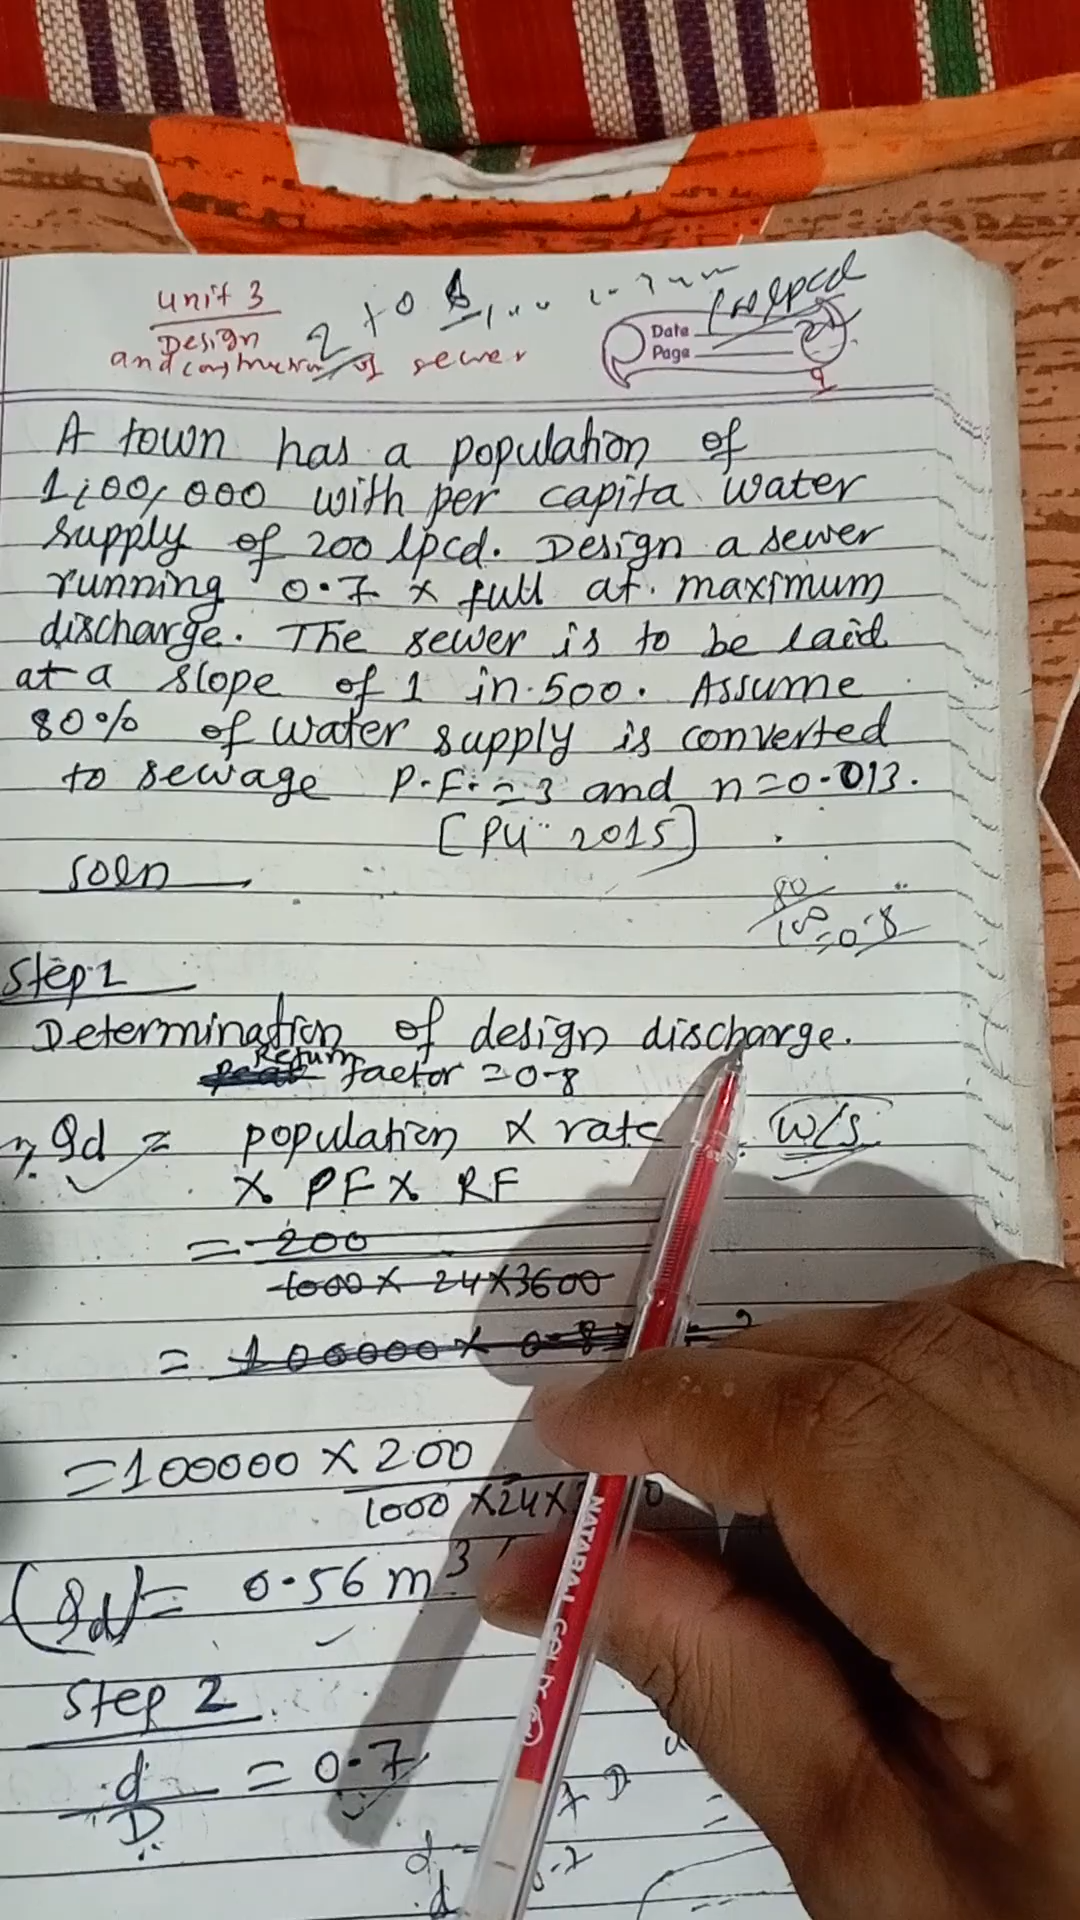 unit 3
Design
and construction of sewer
Date
Page
9
A town has a population of
1,00,000 with per capita water
supply of 200 lpcd. Design a sewer
running 0.7 x full at maximum
discharge. The sewer is to be laid
at a slope of 1 in 500. Assume
80% of water supply is converted
to sewage P.F. = 3 and n=0.013.
[PU 2015]
Soln
80
100 = 0.8
Step 1
Determination of design discharge.
Return factor = 0.8
Qd = population x rate w/s
x PF x RF
= 200
1000 x 24 x 3600
= 100000 x 0.8
= 100000 x 200
1000 x 24 x
(Qd) = 0.56 m3
Step 2
d = 0.7
D
NATARAJ GEL